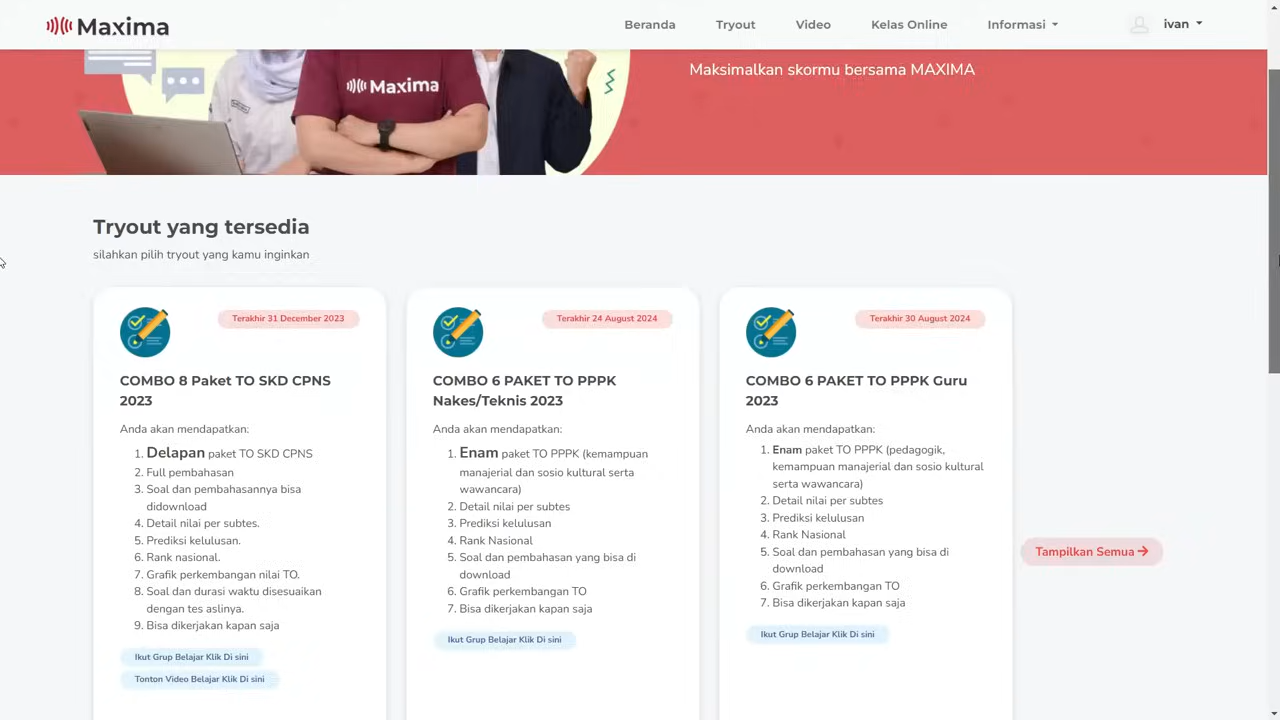 Maxima
Beranda
Tryout
Video
Kelas Online
Informasi
ivan
Maxima
Maksimalkan skormu bersama MAXIMA
Tryout yang tersedia
silahkan pilih tryout yang kamu inginkan
Terakhir 31 December 2023
COMBO 8 Paket TO SKD CPNS
2023
Anda akan mendapatkan:
1. Delapan paket TO SKD CPNS
2. Full pembahasan
3. Soal dan pembahasannya bisa
didownload
4. Detail nilai per subtes.
5. Prediksi kelulusan.
6. Rank nasional.
7. Grafik perkembangan nilai TO.
8. Soal dan durasi waktu disesuaikan
dengan tes aslinya.
9. Bisa dikerjakan kapan saja
Ikut Grup Belajar Klik Di sini
Tonton Video Belajar Klik Di sini
Terakhir 24 August 2024
COMBO 6 PAKET TO PPPK
Nakes/Teknis 2023
Anda akan mendapatkan:
1. Enam paket TO PPPK (kemampuan
manajerial dan sosio kultural serta
wawancara)
2. Detail nilai per subtes
3. Prediksi kelulusan
4. Rank Nasional
5. Soal dan pembahasan yang bisa di
download
6. Grafik perkembangan TO
7. Bisa dikerjakan kapan saja
Ikut Grup Belajar Klik Di sini
Terakhir 30 August 2024
COMBO 6 PAKET TO PPPK Guru
2023
Anda akan mendapatkan:
1. Enam paket TO PPPK (pedagogik,
kemampuan manajerial dan sosio kultural
serta wawancara)
2. Detail nilai per subtes
3. Prediksi kelulusan
4. Rank Nasional
5. Soal dan pembahasan yang bisa di
download
6. Grafik perkembangan TO
7. Bisa dikerjakan kapan saja
Ikut Grup Belajar Klik Di sini
Tampilkan Semua →